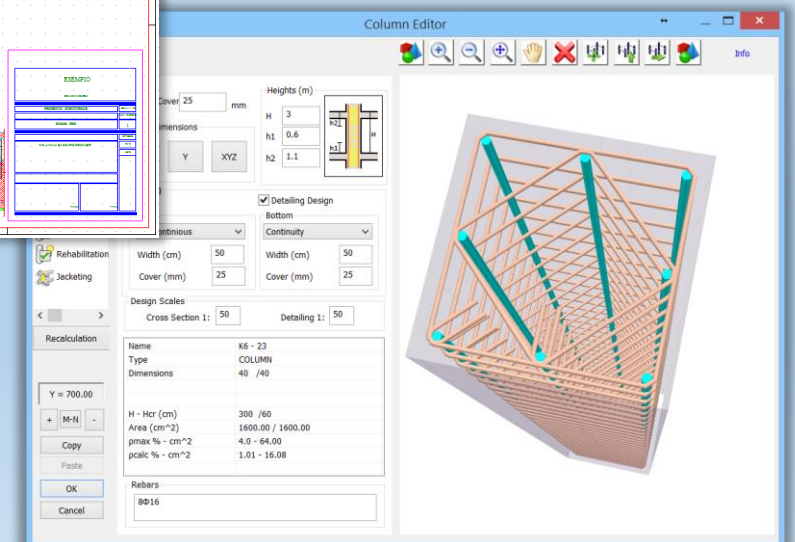 Column Editor
Info
ESEMPIO
Cover 25 mm
Heights (m)
H 3
h1 0.6
h2 1.1
h2
H
h1
Y XYZ
Detailing Design
Bottom
Continuity
Rehabilitation
Width (cm) 50 Width (cm) 50
Jacketing
Cover (mm) 25 Cover (mm) 25
Design Scales
Cross Section 1: 50 Detailing 1: 50
Recalculation
Name K6 - 23
Type COLUMN
Dimensions 40 /40
H - Hcr (cm) 300 /60
Area (cm^2) 1600.00 / 1600.00
ρmax % - cm^2 4.0 - 64.00
ρcalc % - cm^2 1.01 - 16.08
Y = 700.00
+ M-N -
Copy
Paste
OK
Cancel
Rebars
8Φ16